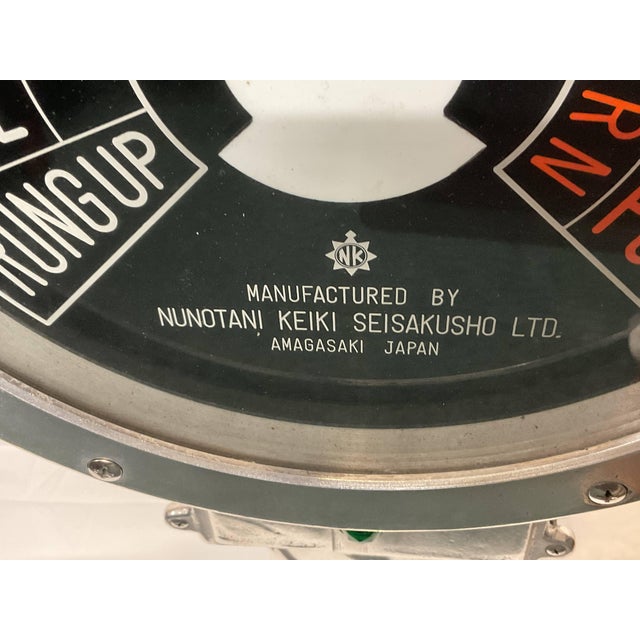 RUNG UP
R
N
NK
MANUFACTURED BY
NUNOTANI KEIKI SEISAKUSHO LTD.
AMAGASAKI JAPAN